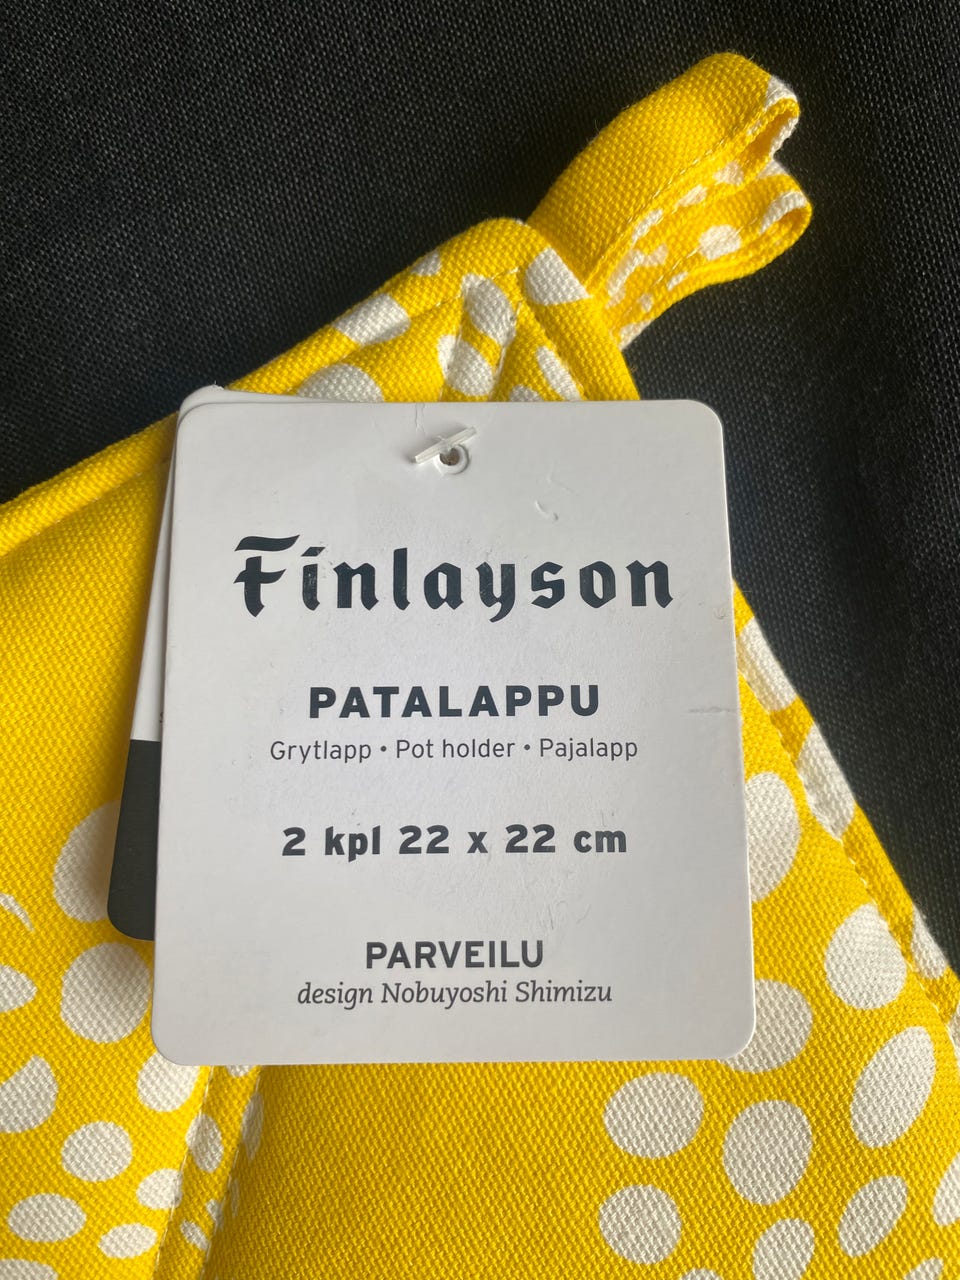 Finlayson
PATALAPPU
Grytlapp • Pot holder • Pajalapp
2 kpl 22 x 22 cm
PARVEILU
design Nobuyoshi Shimizu